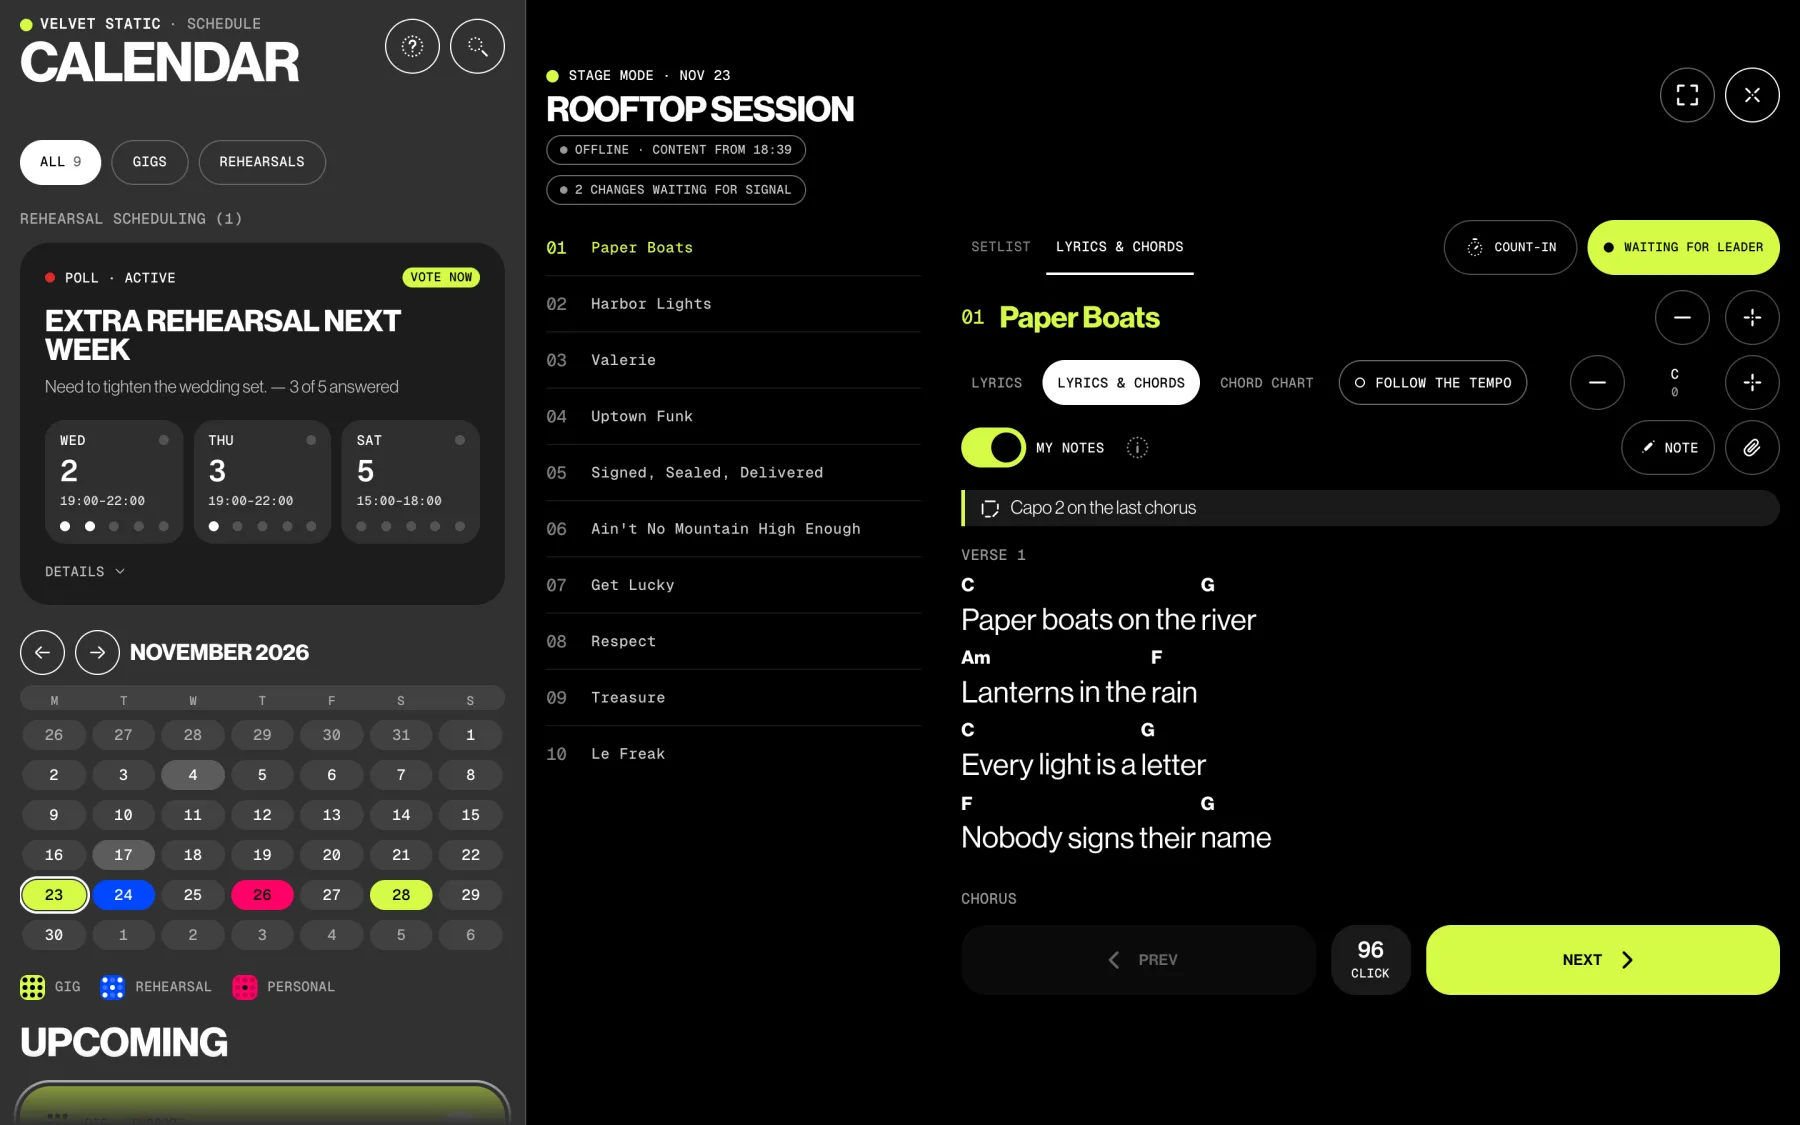 VELVET STATIC · SCHEDULE
CALENDAR
ALL 9
GIGS
REHEARSALS
REHEARSAL SCHEDULING (1)
POLL · ACTIVE
VOTE NOW
EXTRA REHEARSAL NEXT
WEEK
Need to tighten the wedding set. — 3 of 5 answered
WED
2
19:00–22:00
THU
3
19:00–22:00
SAT
5
15:00–18:00
DETAILS
NOVEMBER 2026
M T W T F S S
26 27 28 29 30 31 1
2 3 4 5 6 7 8
9 10 11 12 13 14 15
16 17 18 19 20 21 22
23 24 25 26 27 28 29
30 1 2 3 4 5 6
GIG
REHEARSAL
PERSONAL
UPCOMING
STAGE MODE · NOV 23
ROOFTOP SESSION
OFFLINE · CONTENT FROM 18:39
2 CHANGES WAITING FOR SIGNAL
01 Paper Boats
02 Harbor Lights
03 Valerie
04 Uptown Funk
05 Signed, Sealed, Delivered
06 Ain't No Mountain High Enough
07 Get Lucky
08 Respect
09 Treasure
10 Le Freak
SETLIST
LYRICS & CHORDS
COUNT-IN
WAITING FOR LEADER
01 Paper Boats
LYRICS
LYRICS & CHORDS
CHORD CHART
FOLLOW THE TEMPO
C
0
MY NOTES
NOTE
Capo 2 on the last chorus
VERSE 1
C G
Paper boats on the river
Am F
Lanterns in the rain
C G
Every light is a letter
F G
Nobody signs their name
CHORUS
PREV
96
CLICK
NEXT